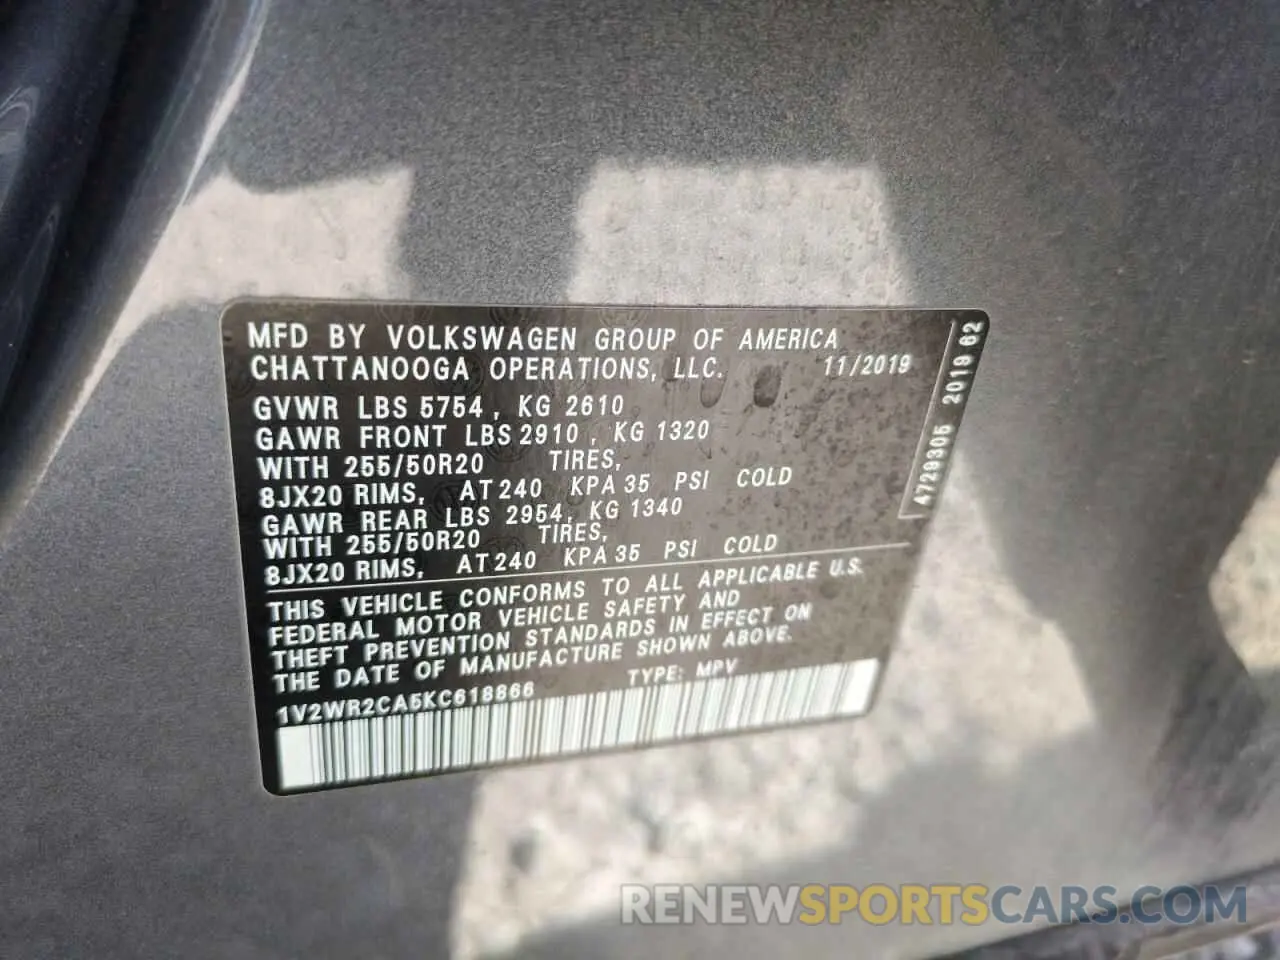 MFD BY VOLKSWAGEN GROUP OF AMERICA
CHATTANOOGA OPERATIONS, LLC. 11/2019
GVWR LBS 5754, KG 2610
GAWR FRONT LBS 2910, KG 1320
WITH 255/50R20 TIRES,
8JX20 RIMS, AT 240 KPA 35 PSI COLD
GAWR REAR LBS 2954, KG 1340
WITH 255/50R20 TIRES,
8JX20 RIMS, AT 240 KPA 35 PSI COLD
THIS VEHICLE CONFORMS TO ALL APPLICABLE U.S.
FEDERAL MOTOR VEHICLE SAFETY AND
THEFT PREVENTION STANDARDS IN EFFECT ON
THE DATE OF MANUFACTURE SHOWN ABOVE.
1V2WR2CA5KC618866 TYPE: MPV
4729305 2019 62
RENEWSPORTSCARS.COM